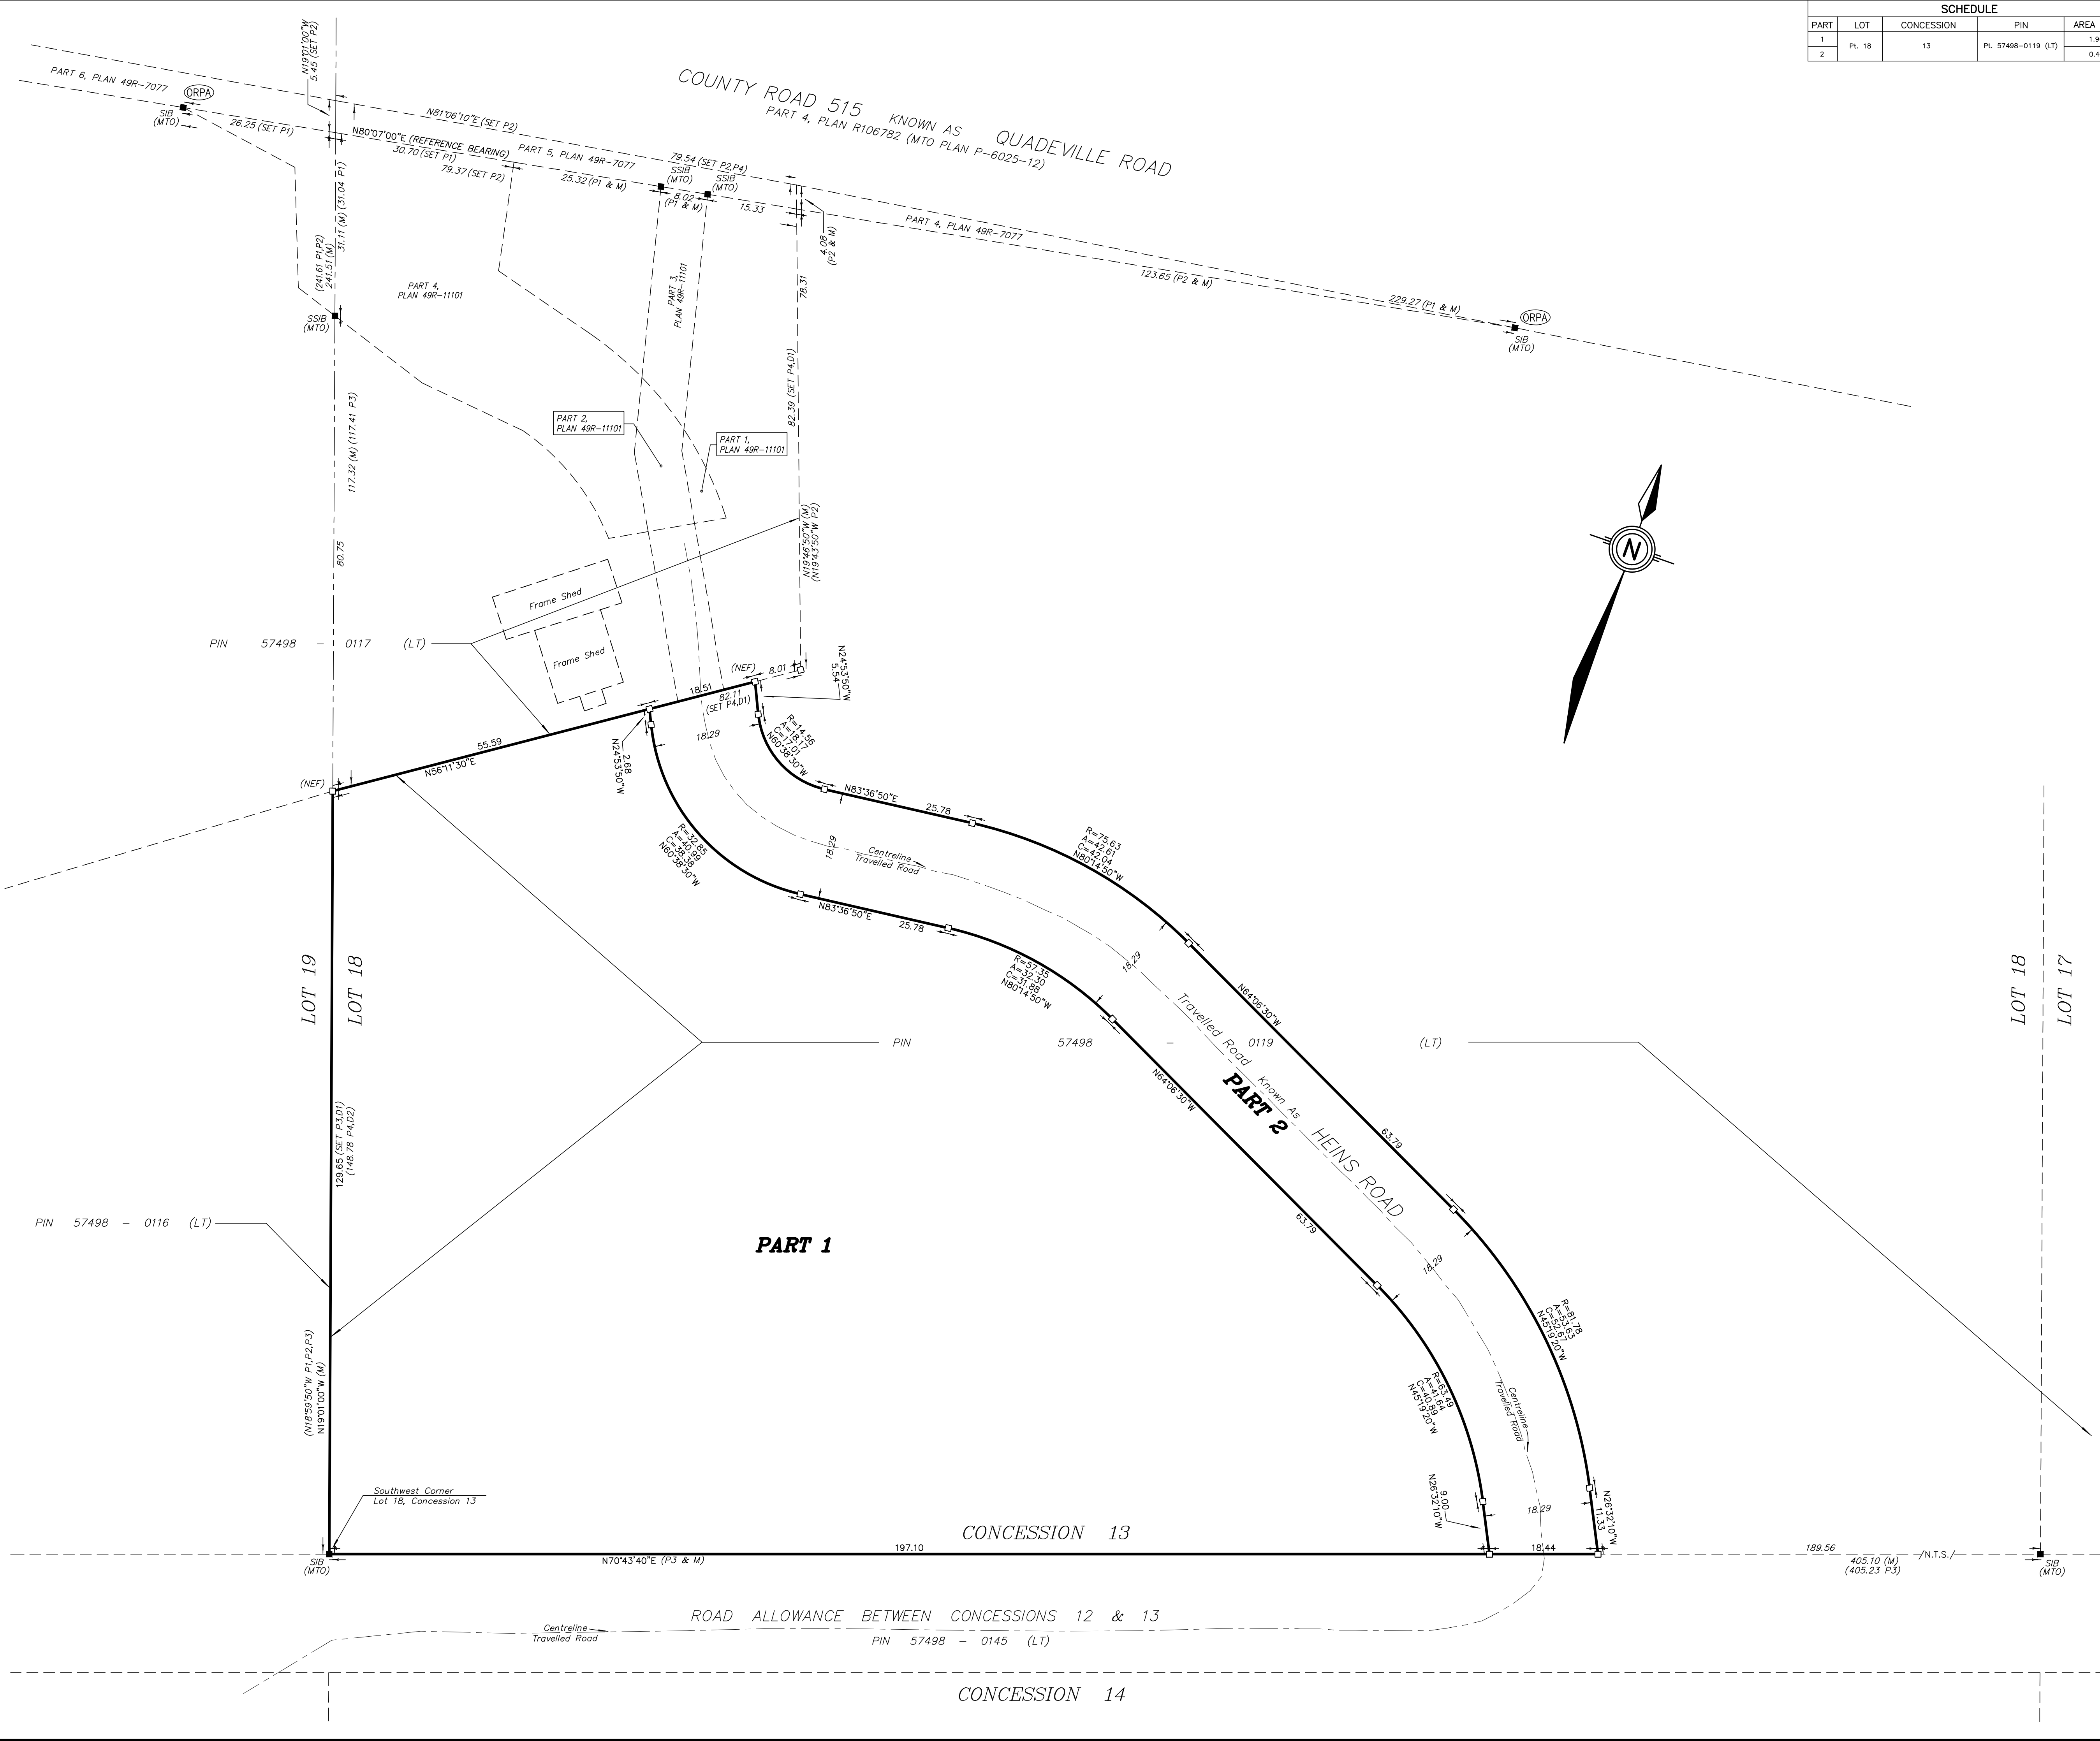 SCHEDULE
PART LOT CONCESSION PIN AREA
1 Pt. 18 13 Pt. 57498-0119 (LT)
2
N19°01'00"W
5.45 (SET P2)
PART 6, PLAN 49R-7077
ORPA
SIB
(MTO)
26.25 (SET P1)
N81°06'10"E (SET P2)
N80°07'00"E (REFERENCE BEARING)
30.70 (SET P1)
79.37 (SET P2)
PART 5, PLAN 49R-7077
25.32 (P1 & M)
79.54 (SET P2,P4)
SSIB
(MTO)
SSIB
(MTO)
8.02
(P1 & M)
15.33
COUNTY ROAD 515 KNOWN AS QUADEVILLE ROAD
PART 4, PLAN R106782 (MTO PLAN P-6025-12)
4.08
(P2 & M)
PART 4, PLAN 49R-7077
123.65 (P2 & M)
229.27 (P1 & M)
ORPA
SIB
(MTO)
31.11 (M) (31.04 P1)
(241.61 P1,P2)
241.51 (M)
SSIB
(MTO)
PART 4,
PLAN 49R-11101
PART 3,
PLAN 49R-11101
78.31
82.39 (SET P4,D1)
117.32 (M) (117.41 P3)
PART 2,
PLAN 49R-11101
PART 1,
PLAN 49R-11101
80.75
N19°46'50"W (M)
(N19°43'50"W P2)
N
Frame Shed
Frame Shed
PIN 57498 - 0117 (LT)
(NEF)
8.01
N24°53'50"W
5.54
18.51
82.11
(SET P4,D1)
18.29
2.68
N24°53'50"W
R=14.56
A=18.17
C=17.01
N60°38'30"W
55.59
N56°11'30"E
(NEF)
N83°36'50"E
25.78
R=32.85
A=40.99
C=38.38
N60°38'30"W
18.29
Centreline
Travelled Road
R=75.63
A=42.61
C=42.04
N80°14'50"W
N83°36'50"E
25.78
R=57.35
A=32.30
C=31.88
N80°14'50"W
18.29
LOT 19
LOT 18
LOT 18
LOT 17
N64°06'30"W
63.79
PIN 57498 - 0119 (LT)
Travelled Road Known As HEINS ROAD
PART 2
N64°06'30"W
63.79
129.65 (SET P3,D1)
(148.78 P4,D2)
PIN 57498 - 0116 (LT)
PART 1
18.29
R=81.78
A=53.63
C=52.67
N45°19'20"W
R=63.49
A=41.64
C=40.89
N45°19'20"W
Centreline
Travelled Road
(N18°59'50"W P1,P2,P3)
N19°01'00"W (M)
Southwest Corner
Lot 18, Concession 13
9.00
N26°32'10"W
18.29
N26°32'10"W
11.33
CONCESSION 13
SIB
(MTO)
N70°43'40"E (P3 & M)
197.10
18.44
189.56
405.10 (M)
(405.23 P3)
N.T.S.
SIB
(MTO)
ROAD ALLOWANCE BETWEEN CONCESSIONS 12 & 13
Centreline
Travelled Road
PIN 57498 - 0145 (LT)
CONCESSION 14